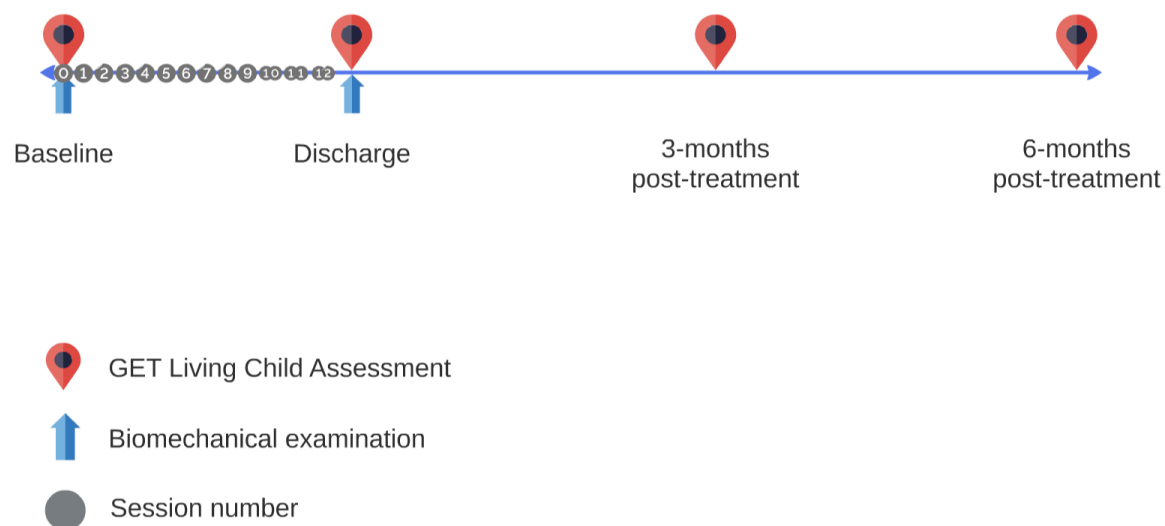 0 1 2 3 4 5 6 7 8 9 10 11 12
Baseline
Discharge
3-months
post-treatment
6-months
post-treatment
GET Living Child Assessment
Biomechanical examination
Session number